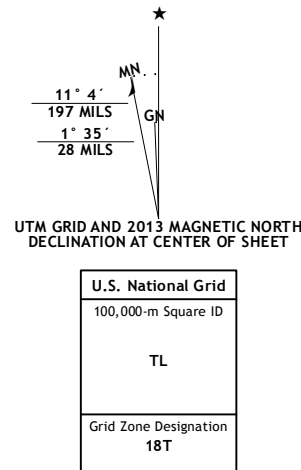 ★
MN
11° 4´
197 MILS
GN
1° 35´
28 MILS
UTM GRID AND 2013 MAGNETIC NORTH
DECLINATION AT CENTER OF SHEET
U.S. National Grid
100,000-m Square ID
TL
Grid Zone Designation
18T